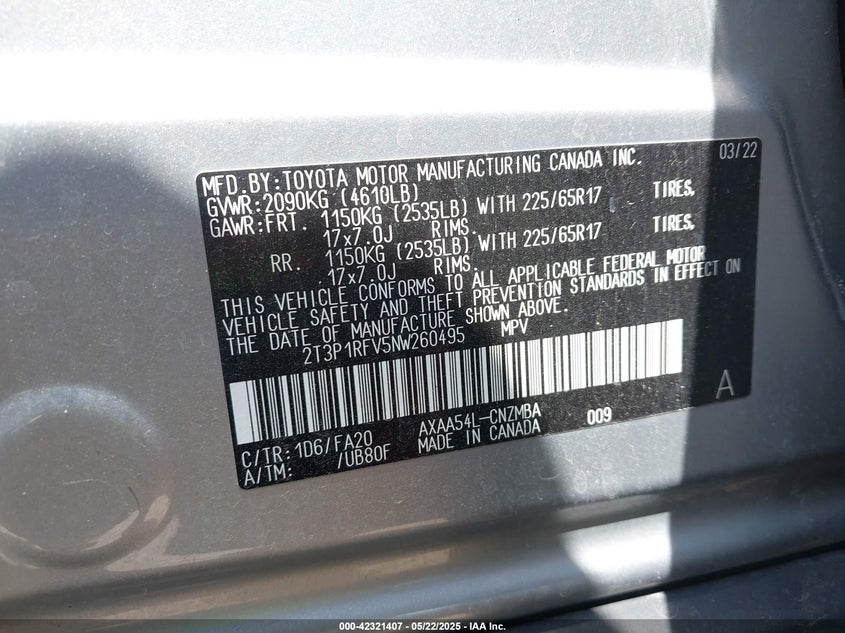 MFD.BY:TOYOTA MOTOR MANUFACTURING CANADA INC. 03/22
GVWR:2090KG (4610LB)
GAWR:FRT. 1150KG (2535LB) WITH 225/65R17 TIRES,
17x7.0J RIMS.
RR. 1150KG (2535LB) WITH 225/65R17 TIRES,
17x7.0J RIMS.
THIS VEHICLE CONFORMS TO ALL APPLICABLE FEDERAL MOTOR
VEHICLE SAFETY AND THEFT PREVENTION STANDARDS IN EFFECT ON
THE DATE OF MANUFACTURE SHOWN ABOVE.
2T3P1RFV5NW260495 MPV
A
C/TR:1D6/FA20 AXAA54L-CNZMBA 009
A/TM: /UB80F MADE IN CANADA
000-42321407 - 05/22/2025 - IAA Inc.